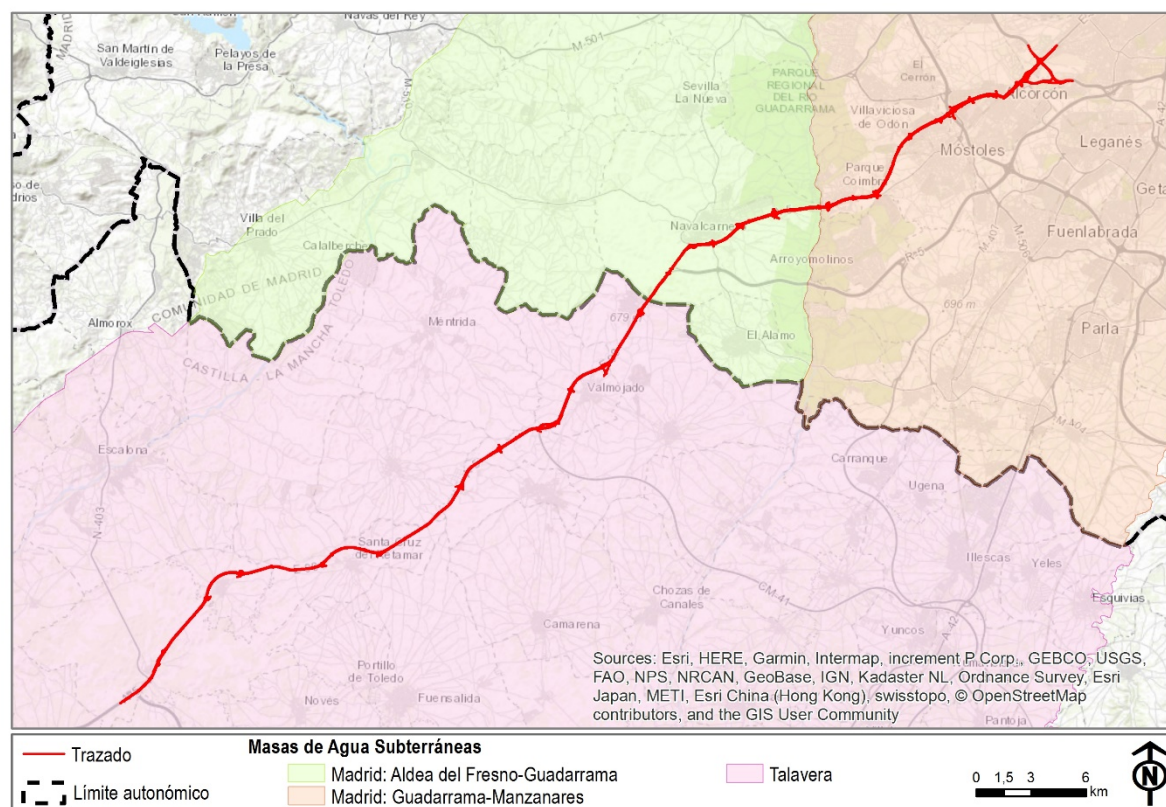 Navas del Rey
MADRID
San Martín de
Valdeiglesias
Pelayos de
la Presa
M-501
El
Cerrón
PARQUE
REGIONAL
DEL RÍO
GUADARRAMA
Sevilla
La Nueva
Villaviciosa
de Odón
Alcorcón
A-42
Leganés
Móstoles
Parque
Coimbra
Villa del
Prado
Navalcarne
Fuenlabrada
Calalberche
Arroyomolinos
R-5
COMUNIDAD DE MADRID
TOLEDO
696 m
Almorox
CASTILLA - LA MANCHA
Méntrida
679
El Alamo
Parla
Valmojado
Escalona
Carranque
Ugena
N-403
Santa Cruz
del Retamar
Illescas
Yeles
Chozas de
Canales
CM-41
Esquivias
Camarena
Yuncos
A-42
Portillo
de Toledo
Noves
Fuensalida
Pantoja
Sources: Esri, HERE, Garmin, Intermap, increment P Corp., GEBCO, USGS,
FAO, NPS, NRCAN, GeoBase, IGN, Kadaster NL, Ordnance Survey, Esri
Japan, METI, Esri China (Hong Kong), swisstopo, © OpenStreetMap
contributors, and the GIS User Community
Trazado
Límite autonómico
Masas de Agua Subterráneas
Madrid: Aldea del Fresno-Guadarrama
Madrid: Guadarrama-Manzanares
Talavera
0 1,5 3 6
km
N